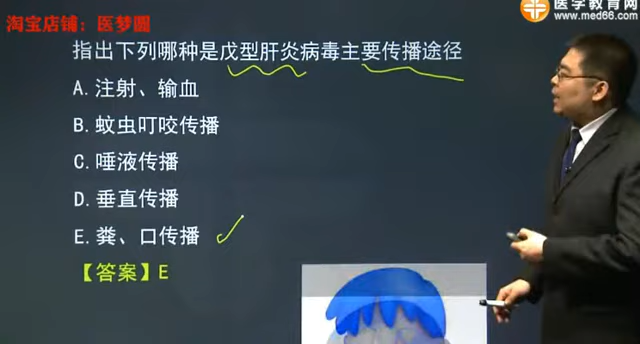 淘宝店铺：医梦圆
医学教育网
www.med66.com
指出下列哪种是戊型肝炎病毒主要传播途径
A. 注射、输血
B. 蚊虫叮咬传播
C. 唾液传播
D. 垂直传播
E. 粪、口传播
【答案】E